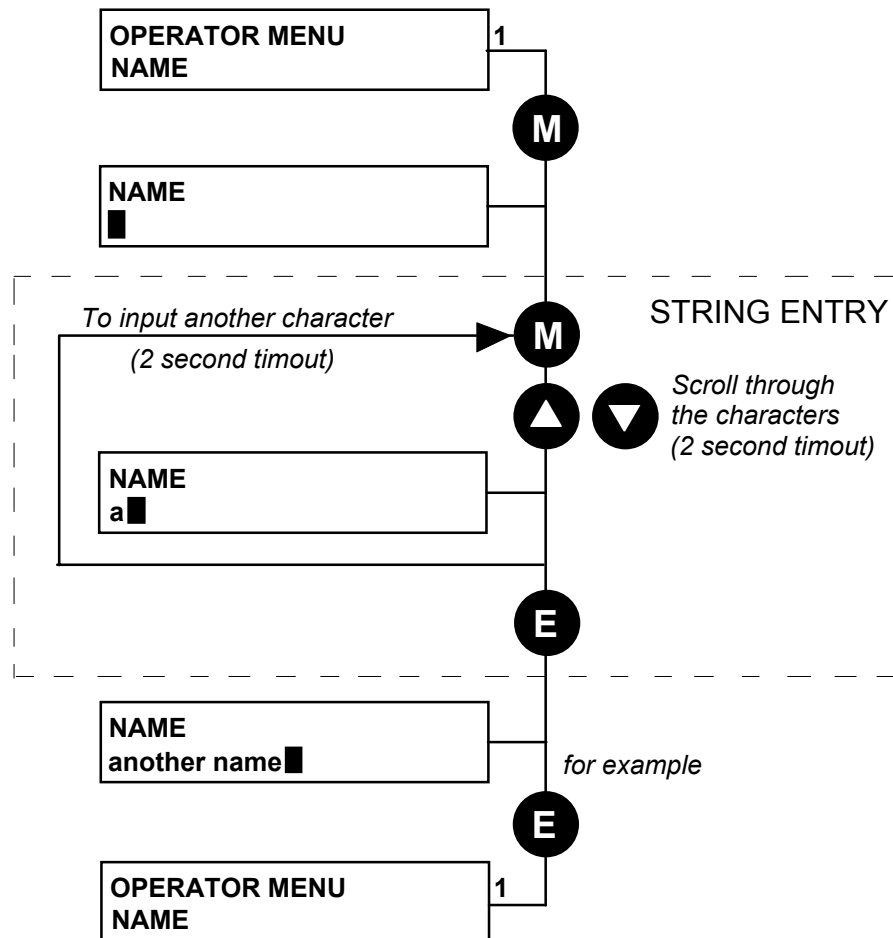 OPERATOR MENU 1
NAME
M
NAME
To input another character
(2 second timout)
M
STRING ENTRY
Scroll through
the characters
(2 second timout)
NAME
a
E
NAME
another name
for example
E
OPERATOR MENU 1
NAME